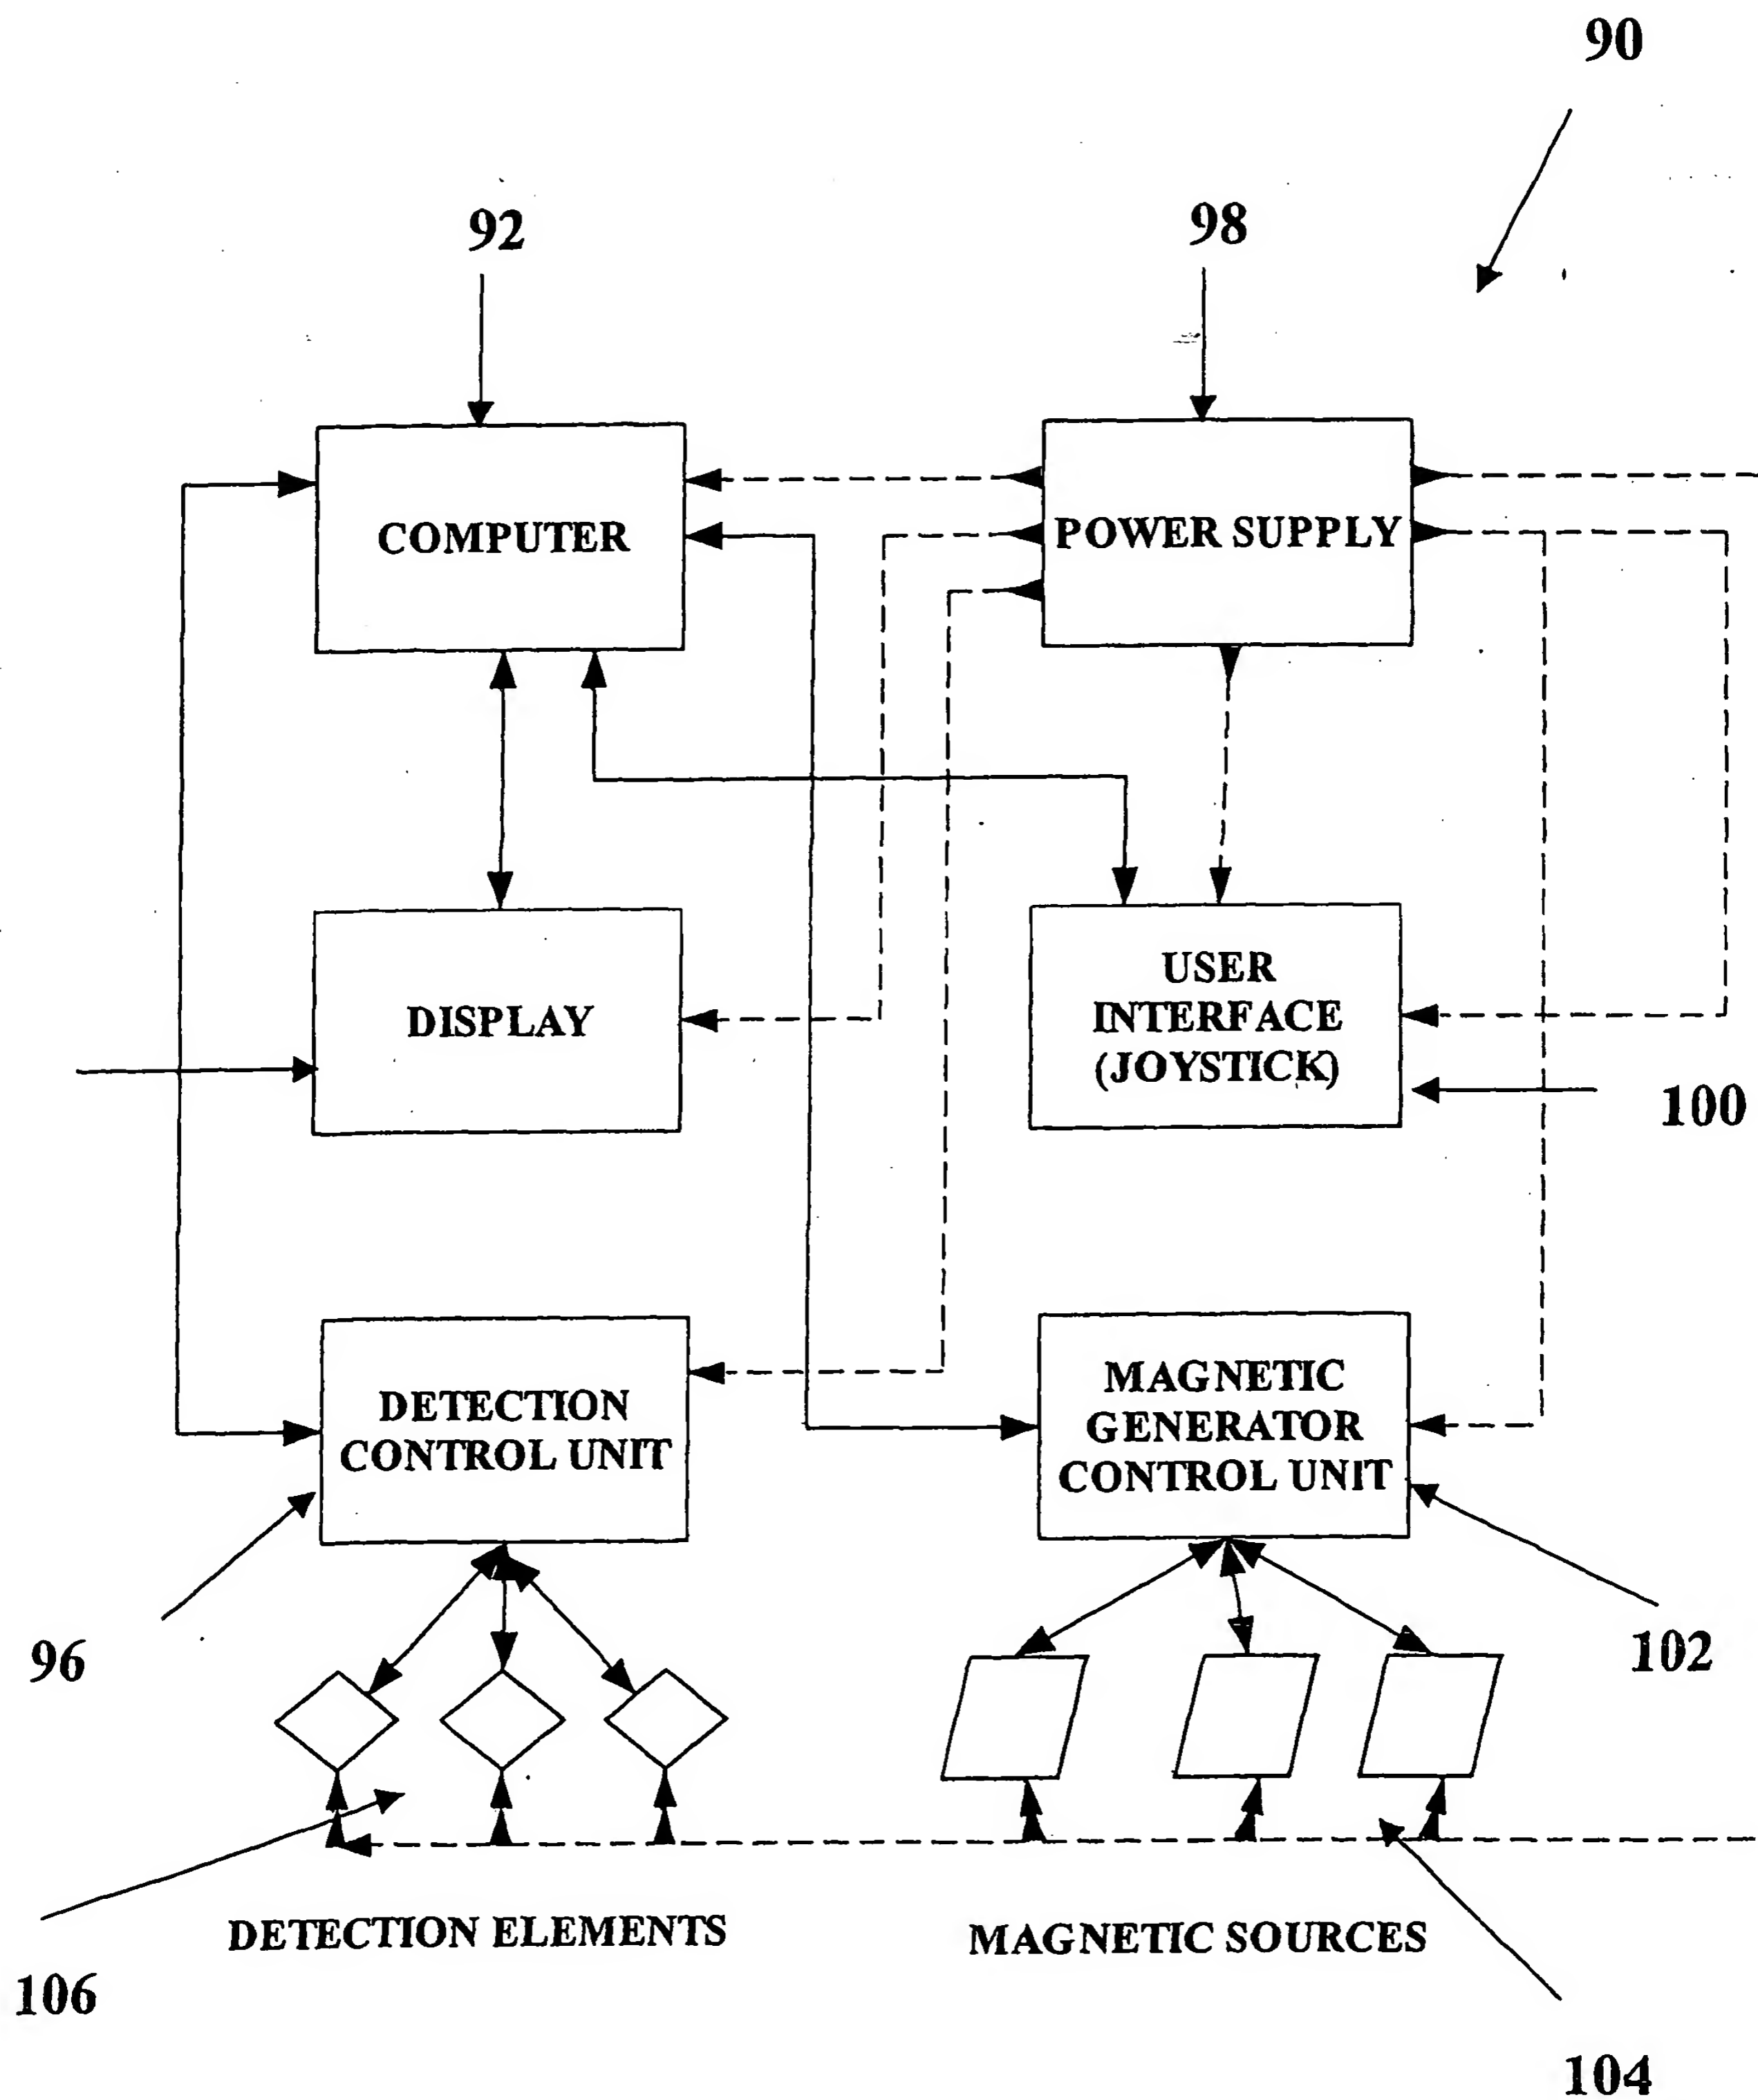 90
92
98
COMPUTER
POWER SUPPLY
DISPLAY
USER
INTERFACE
(JOYSTICK)
100
DETECTION
CONTROL UNIT
MAGNETIC
GENERATOR
CONTROL UNIT
96
102
DETECTION ELEMENTS
MAGNETIC SOURCES
106
104